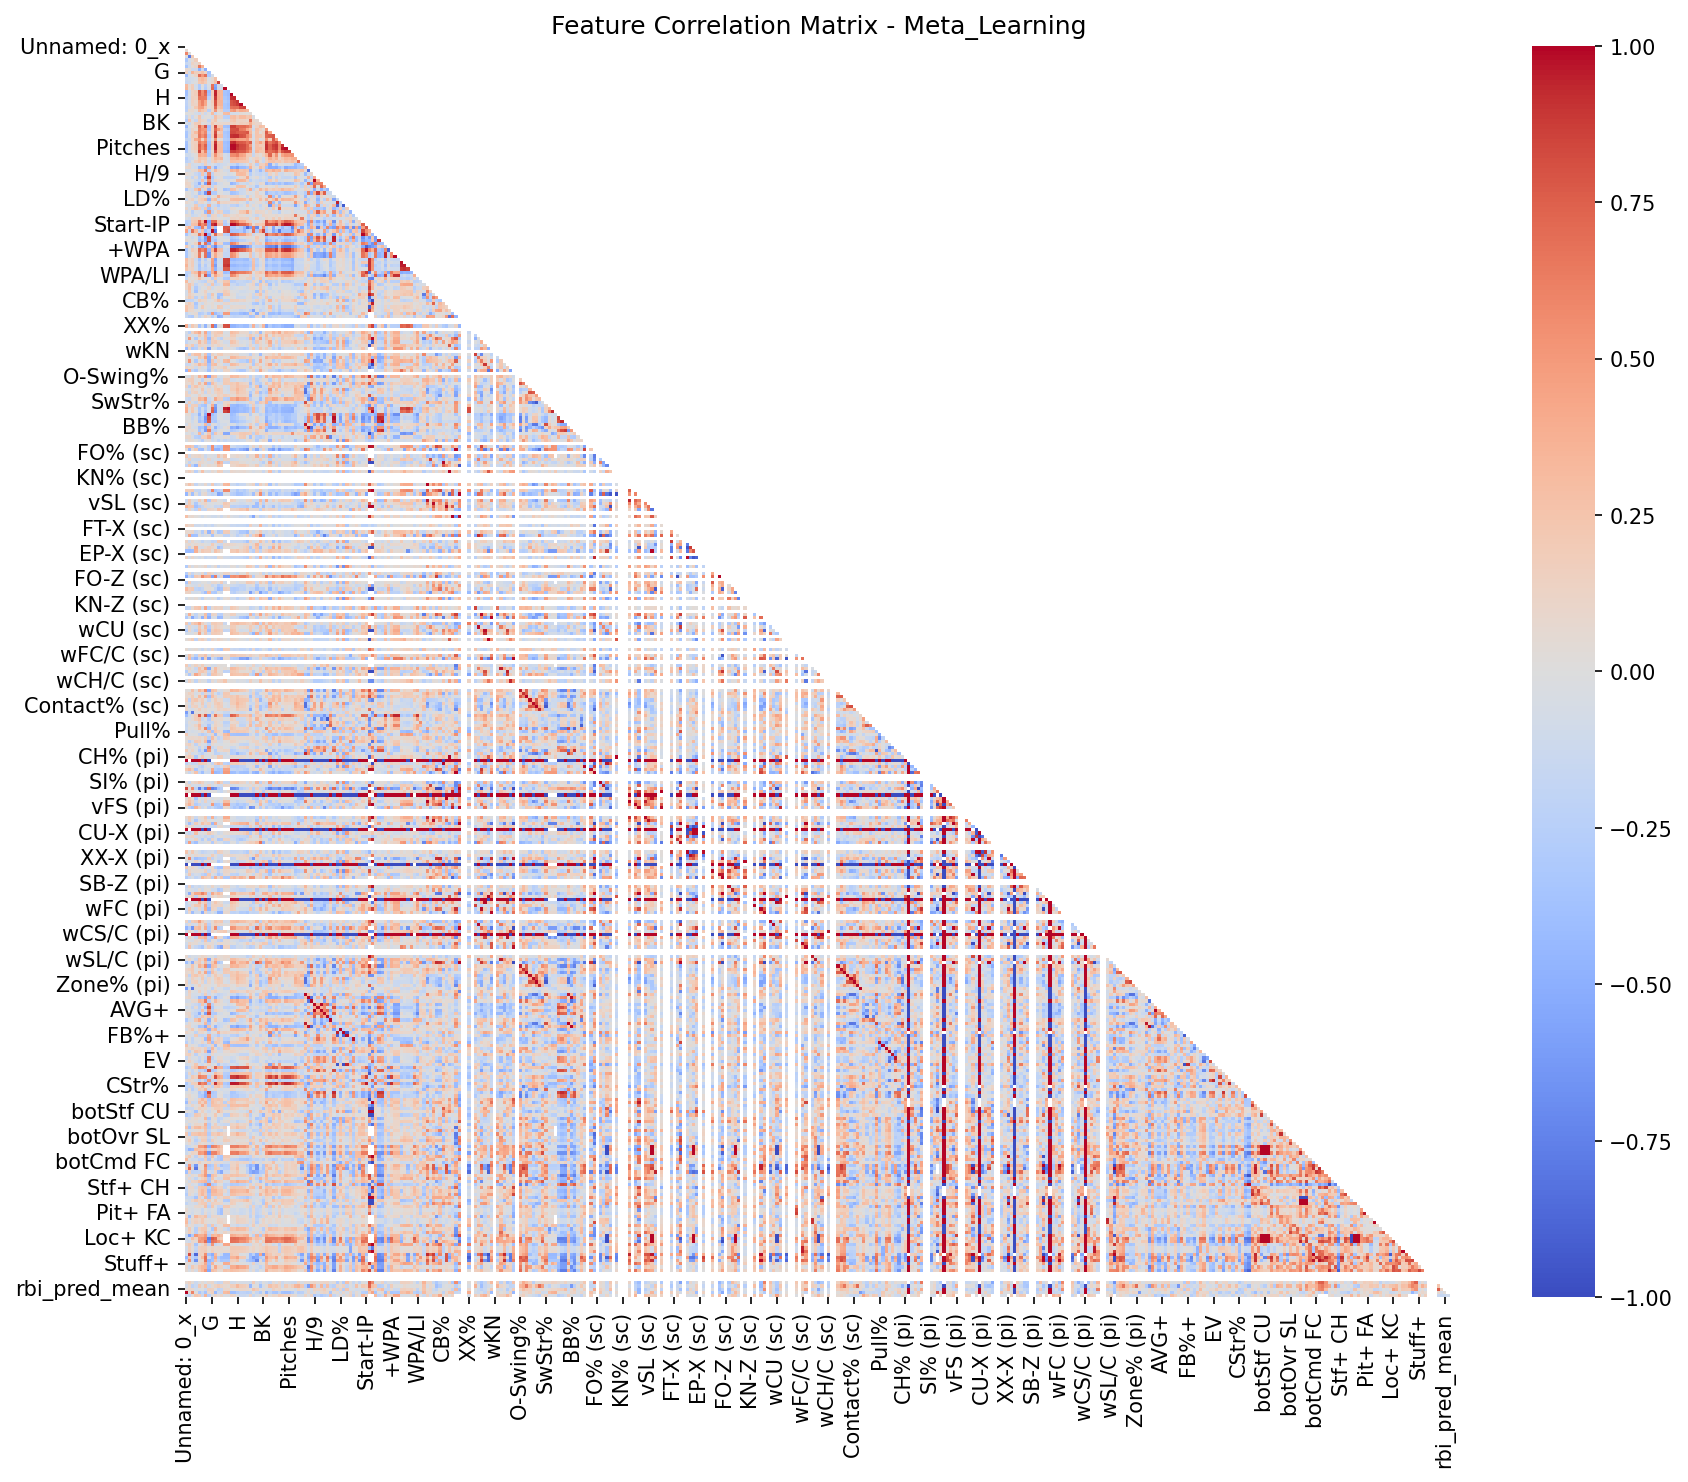 Feature Correlation Matrix - Meta_Learning
Unnamed: 0_x
G
H
BK
Pitches
H/9
LD%
Start-IP
+WPA
WPA/LI
CB%
XX%
wKN
O-Swing%
SwStr%
BB%
FO% (sc)
KN% (sc)
vSL (sc)
FT-X (sc)
EP-X (sc)
FO-Z (sc)
KN-Z (sc)
wCU (sc)
wFC/C (sc)
wCH/C (sc)
Contact% (sc)
Pull%
CH% (pi)
SI% (pi)
vFS (pi)
CU-X (pi)
XX-X (pi)
SB-Z (pi)
wFC (pi)
wCS/C (pi)
wSL/C (pi)
Zone% (pi)
AVG+
FB%+
EV
CStr%
botStf CU
botOvr SL
botCmd FC
Stf+ CH
Pit+ FA
Loc+ KC
Stuff+
rbi_pred_mean
Unnamed: 0_x
G
H
BK
Pitches
H/9
LD%
Start-IP
+WPA
WPA/LI
CB%
XX%
wKN
O-Swing%
SwStr%
BB%
FO% (sc)
KN% (sc)
vSL (sc)
FT-X (sc)
EP-X (sc)
FO-Z (sc)
KN-Z (sc)
wCU (sc)
wFC/C (sc)
wCH/C (sc)
Contact% (sc)
Pull%
CH% (pi)
SI% (pi)
vFS (pi)
CU-X (pi)
XX-X (pi)
SB-Z (pi)
wFC (pi)
wCS/C (pi)
wSL/C (pi)
Zone% (pi)
AVG+
FB%+
EV
CStr%
botStf CU
botOvr SL
botCmd FC
Stf+ CH
Pit+ FA
Loc+ KC
Stuff+
rbi_pred_mean
1.00
0.75
0.50
0.25
0.00
−0.25
−0.50
−0.75
−1.00